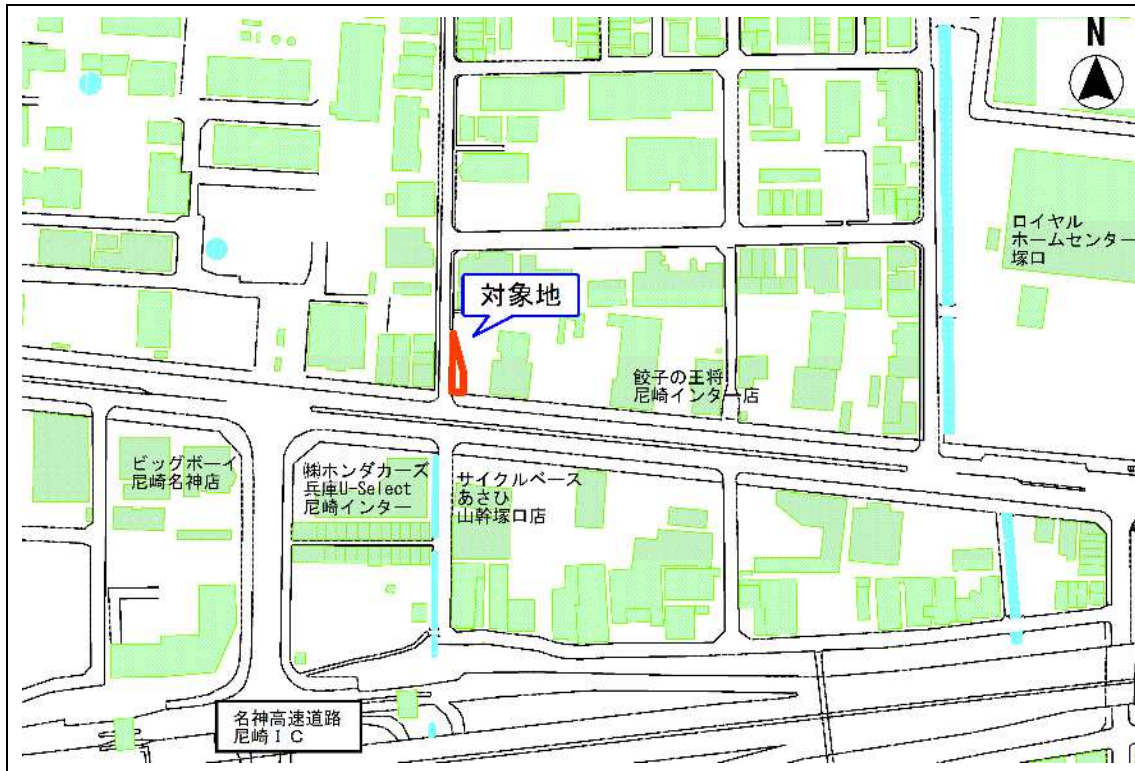 N
ロイヤル
ホームセンター
塚口
対象地
餃子の王将
尼崎インター店
ビッグボーイ
尼崎名神店
㈱ホンダカーズ
兵庫U-Select
尼崎インター
サイクルベース
あさひ
山幹塚口店
名神高速道路
尼崎ＩＣ